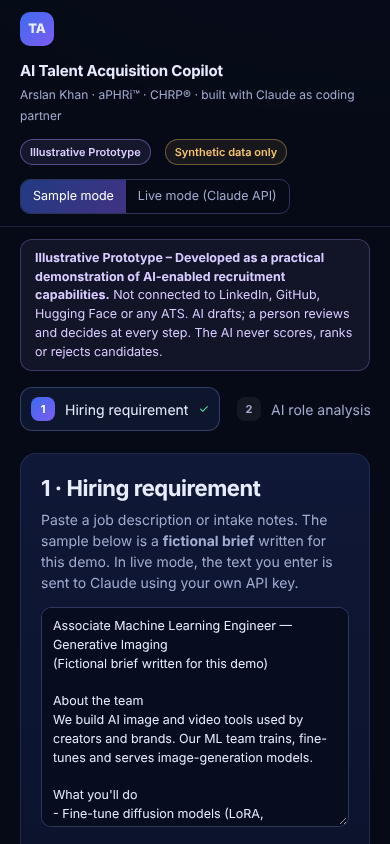 TA
AI Talent Acquisition Copilot
Arslan Khan · aPHRi™ · CHRP® · built with Claude as coding
partner
Illustrative Prototype
Synthetic data only
Sample mode
Live mode (Claude API)
Illustrative Prototype – Developed as a practical
demonstration of AI-enabled recruitment
capabilities. Not connected to LinkedIn, GitHub,
Hugging Face or any ATS. AI drafts; a person reviews
and decides at every step. The AI never scores, ranks
or rejects candidates.
1 Hiring requirement ✓
2 AI role analysis
1 · Hiring requirement
Paste a job description or intake notes. The
sample below is a fictional brief written for
this demo. In live mode, the text you enter is
sent to Claude using your own API key.
Associate Machine Learning Engineer —
Generative Imaging
(Fictional brief written for this demo)
About the team
We build AI image and video tools used by
creators and brands. Our ML team trains, fine-
tunes and serves image-generation models.
What you'll do
- Fine-tune diffusion models (LoRA,